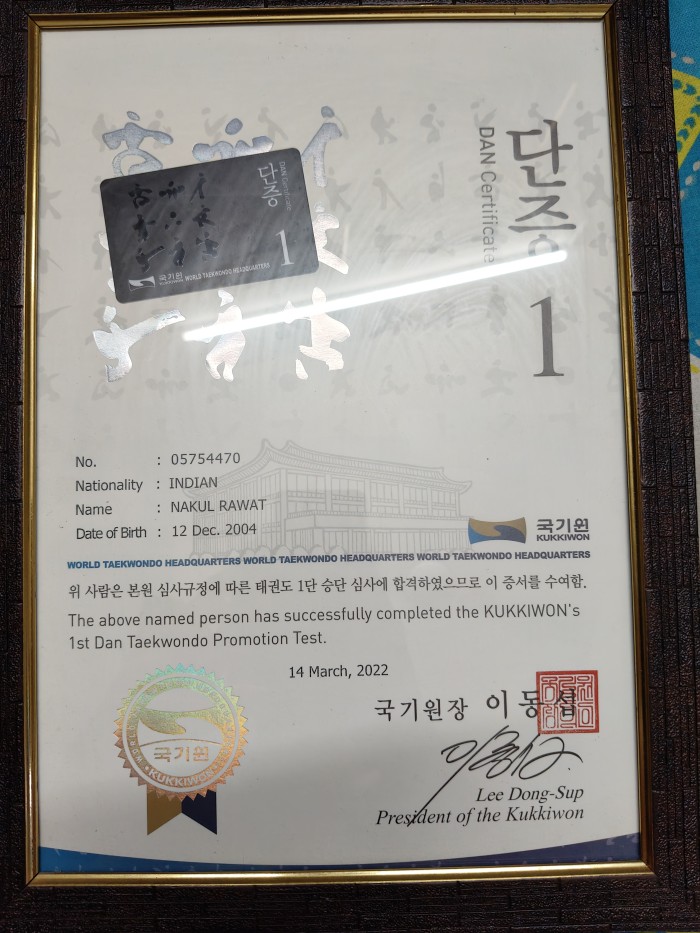 단증
DAN Certificate
1
단증
DAN Certificate
1
국기원
KUKKIWON
WORLD TAEKWONDO HEADQUARTERS
No. : 05754470
Nationality : INDIAN
Name : NAKUL RAWAT
Date of Birth : 12 Dec. 2004
국기원
KUKKIWON
WORLD TAEKWONDO HEADQUARTERS WORLD TAEKWONDO HEADQUARTERS WORLD TAEKWONDO HEADQUARTERS
위 사람은 본원 심사규정에 따른 태권도 1단 승단 심사에 합격하였으므로 이 증서를 수여함.
The above named person has successfully completed the KUKKIWON's
1st Dan Taekwondo Promotion Test.
14 March, 2022
국기원장 이동섭
Lee Dong-Sup
President of the Kukkiwon
국기원
KUKKIWON